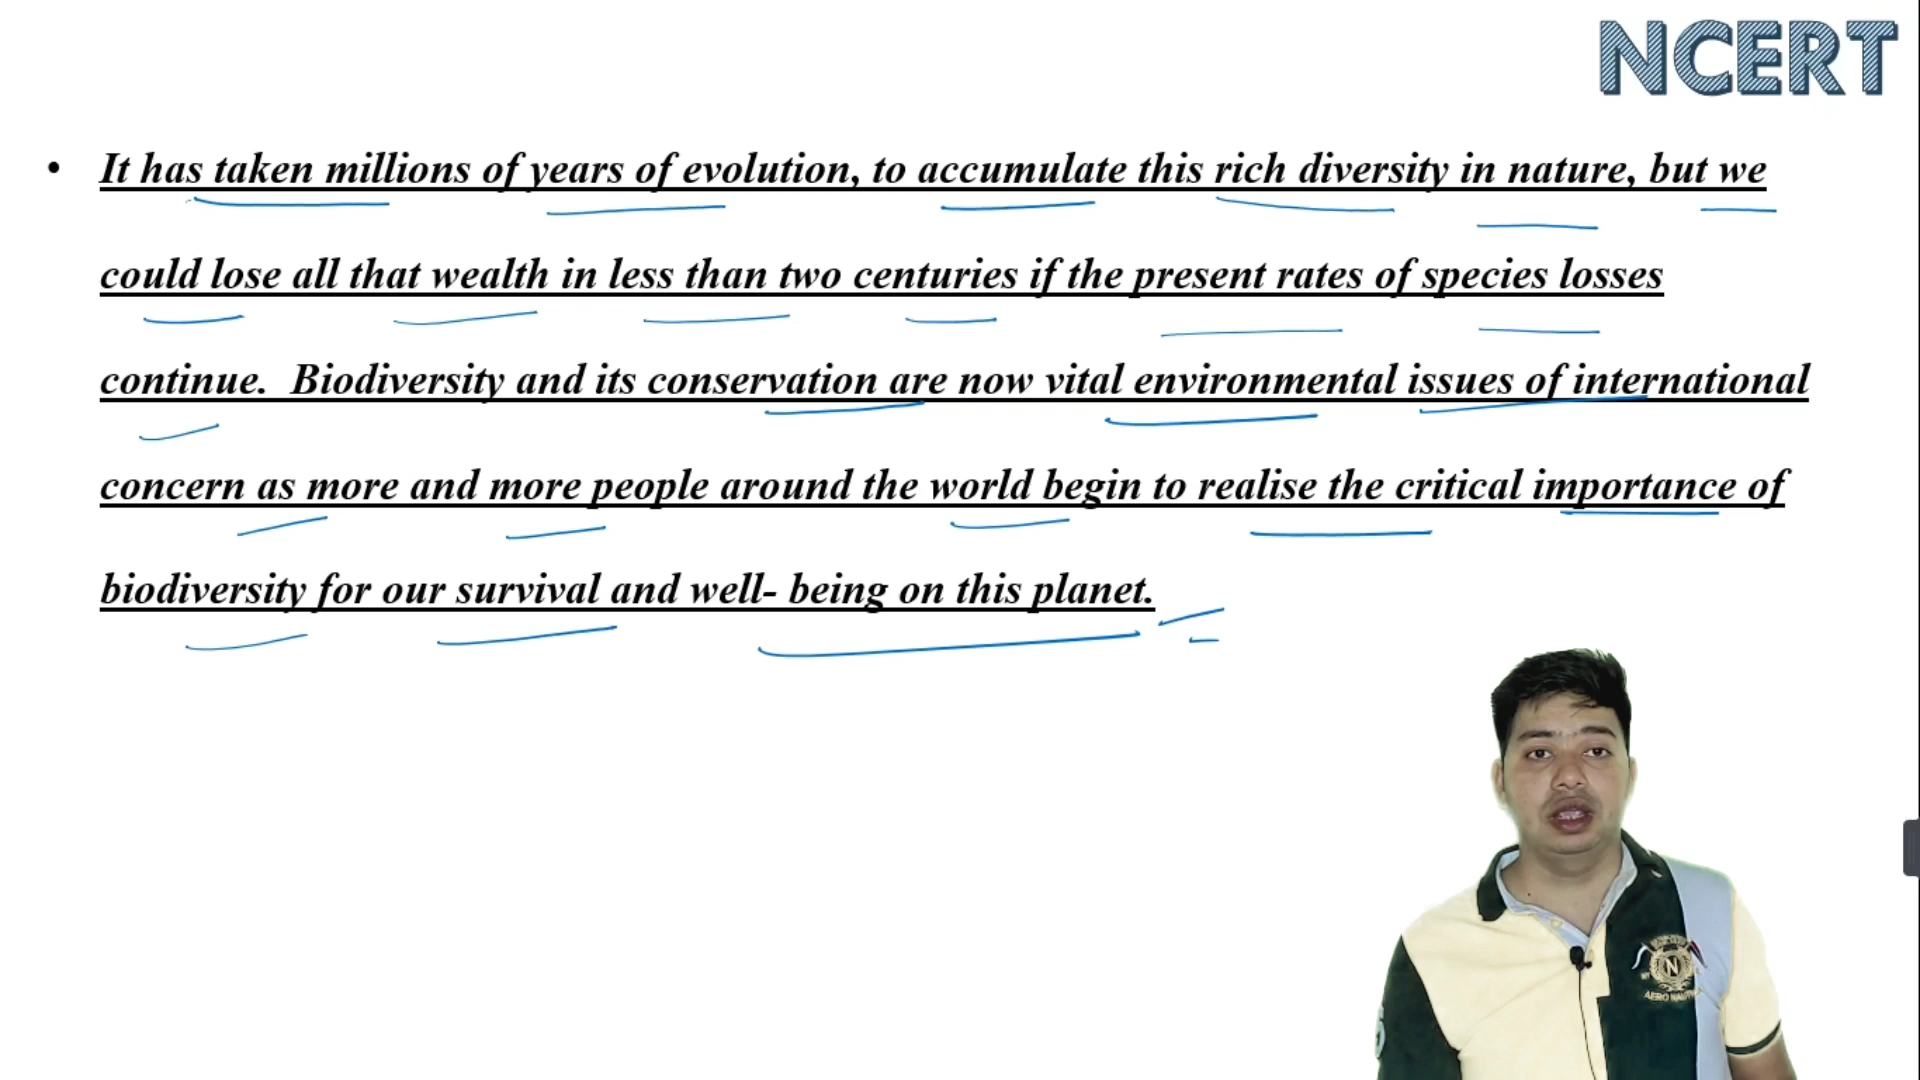 NCERT
• It has taken millions of years of evolution, to accumulate this rich diversity in nature, but we
could lose all that wealth in less than two centuries if the present rates of species losses
continue. Biodiversity and its conservation are now vital environmental issues of international
concern as more and more people around the world begin to realise the critical importance of
biodiversity for our survival and well- being on this planet.
N